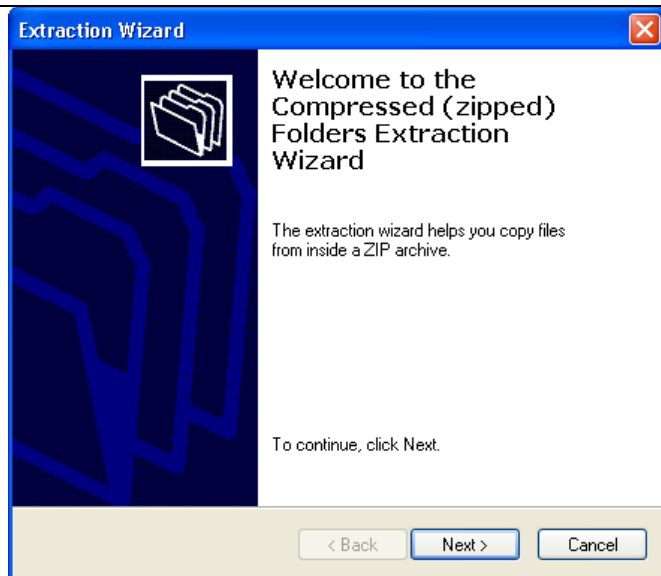 Extraction Wizard
Welcome to the
Compressed (zipped)
Folders Extraction
Wizard
The extraction wizard helps you copy files
from inside a ZIP archive.
To continue, click Next.
< Back
Next >
Cancel